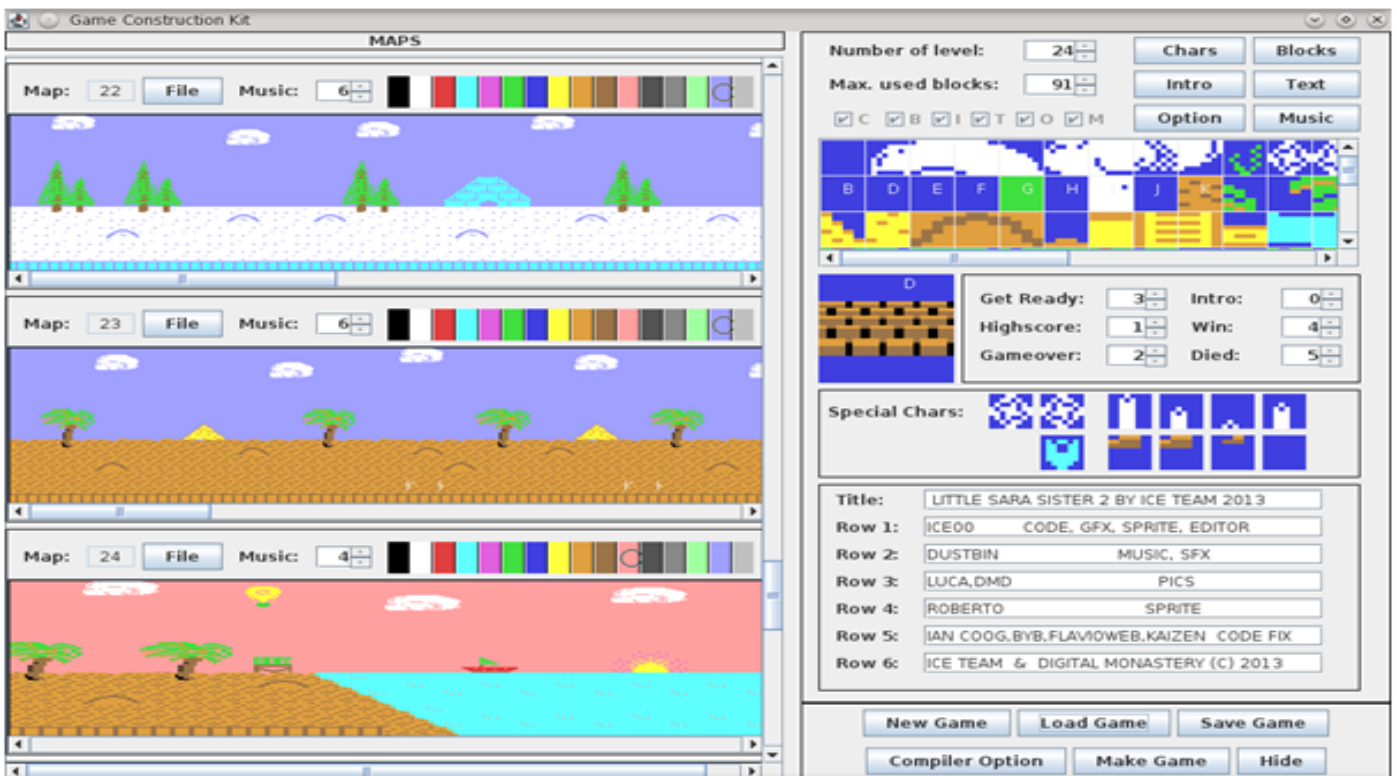 Game Construction Kit
MAPS
Map: 22 File Music: 6
Map: 23 File Music: 6
Map: 24 File Music: 4
Number of level: 24 Chars Blocks
Max. used blocks: 91 Intro Text
C B I T O M Option Music
B D E F G H J K
D
Get Ready: 3 Intro: 0
Highscore: 1 Win: 4
Gameover: 2 Died: 5
Special Chars:
Title: LITTLE SARA SISTER 2 BY ICE TEAM 2013
Row 1: ICE00 CODE, GFX, SPRITE, EDITOR
Row 2: DUSTBIN MUSIC, SFX
Row 3: LUCA,DMD PICS
Row 4: ROBERTO SPRITE
Row 5: IAN COOG,BYB,FLAVIOWEB,KAIZEN CODE FIX
Row 6: ICE TEAM & DIGITAL MONASTERY (C) 2013
New Game Load Game Save Game
Compiler Option Make Game Hide